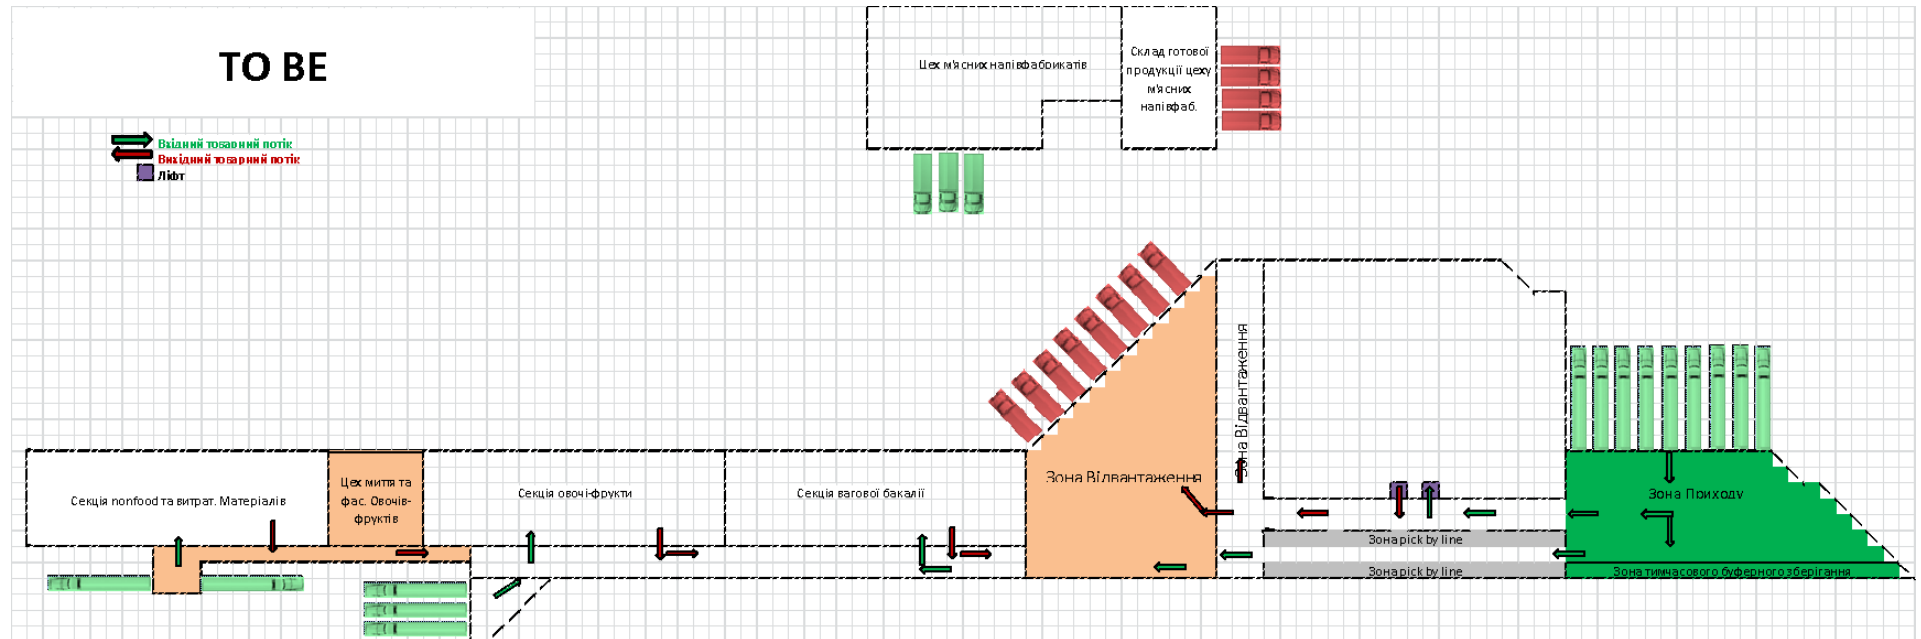 TO BE
Вхідний товарний потік
Вихідний товарний потік
Ліфт
Цех м'ясних напівфабрикатів
Склад готової
продукції цеху
м'ясних
напівфаб.
Секція nonfood та витрат. Матеріалів
Цех миття та
фас. Овочів-
фруктів
Секція овочі-фрукти
Секція вагової бакалії
Зона Відвантаження
Зона Відвантаження
Зона Приходу
Зона pick by line
Зона pick by line
Зона тимчасового буферного зберігання